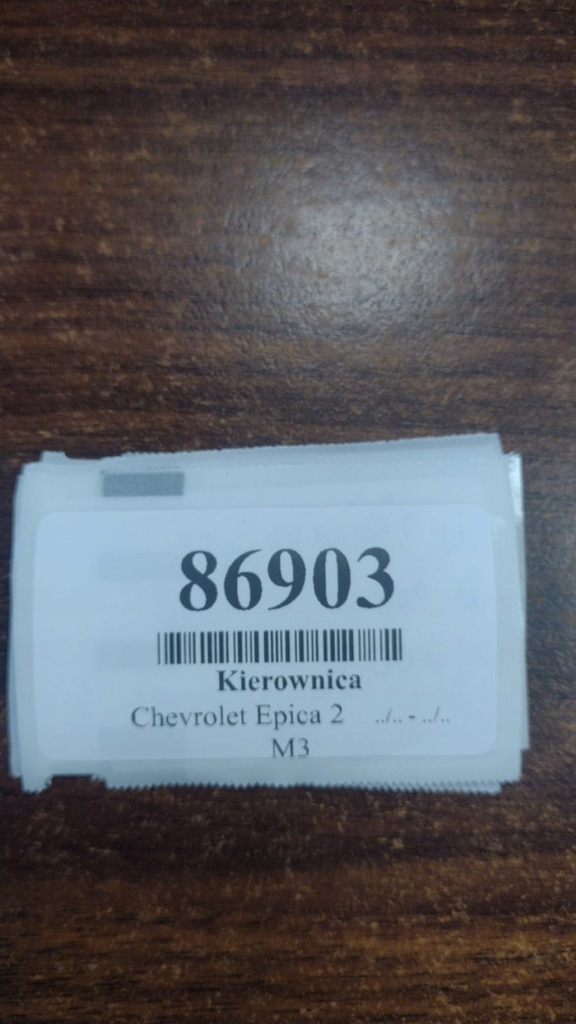 86903
Kierownica
Chevrolet Epica 2 ../.. - ../..
M3